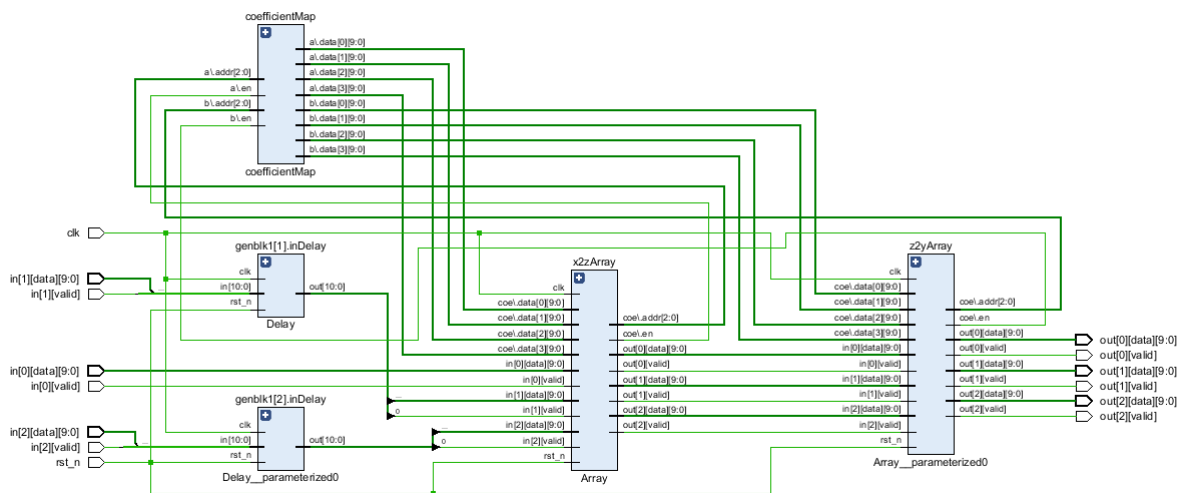 coefficientMap
a\.data[0][9:0]
a\.data[1][9:0]
a\.addr[2:0]
a\.data[2][9:0]
a\.en
a\.data[3][9:0]
b\.addr[2:0]
b\.data[0][9:0]
b\.en
b\.data[1][9:0]
b\.data[2][9:0]
b\.data[3][9:0]
coefficientMap
clk
in[1][data][9:0]
in[1][valid]
genblk1[1].inDelay
clk
in[10:0]
rst_n
out[10:0]
Delay
in[0][data][9:0]
in[0][valid]
in[2][data][9:0]
in[2][valid]
rst_n
genblk1[2].inDelay
clk
in[10:0]
rst_n
out[10:0]
Delay__parameterized0
...
0
...
0
x2zArray
clk
coe\.data[0][9:0]
coe\.data[1][9:0]
coe\.data[2][9:0]
coe\.data[3][9:0]
in[0][data][9:0]
in[0][valid]
in[1][data][9:0]
in[1][valid]
in[2][data][9:0]
in[2][valid]
rst_n
coe\.addr[2:0]
coe\.en
out[0][data][9:0]
out[0][valid]
out[1][data][9:0]
out[1][valid]
out[2][data][9:0]
out[2][valid]
Array
z2yArray
clk
coe\.data[0][9:0]
coe\.data[1][9:0]
coe\.data[2][9:0]
coe\.data[3][9:0]
in[0][data][9:0]
in[0][valid]
in[1][data][9:0]
in[1][valid]
in[2][data][9:0]
in[2][valid]
rst_n
coe\.addr[2:0]
coe\.en
out[0][data][9:0]
out[0][valid]
out[1][data][9:0]
out[1][valid]
out[2][data][9:0]
out[2][valid]
Array__parameterized0
out[0][data][9:0]
out[0][valid]
out[1][data][9:0]
out[1][valid]
out[2][data][9:0]
out[2][valid]